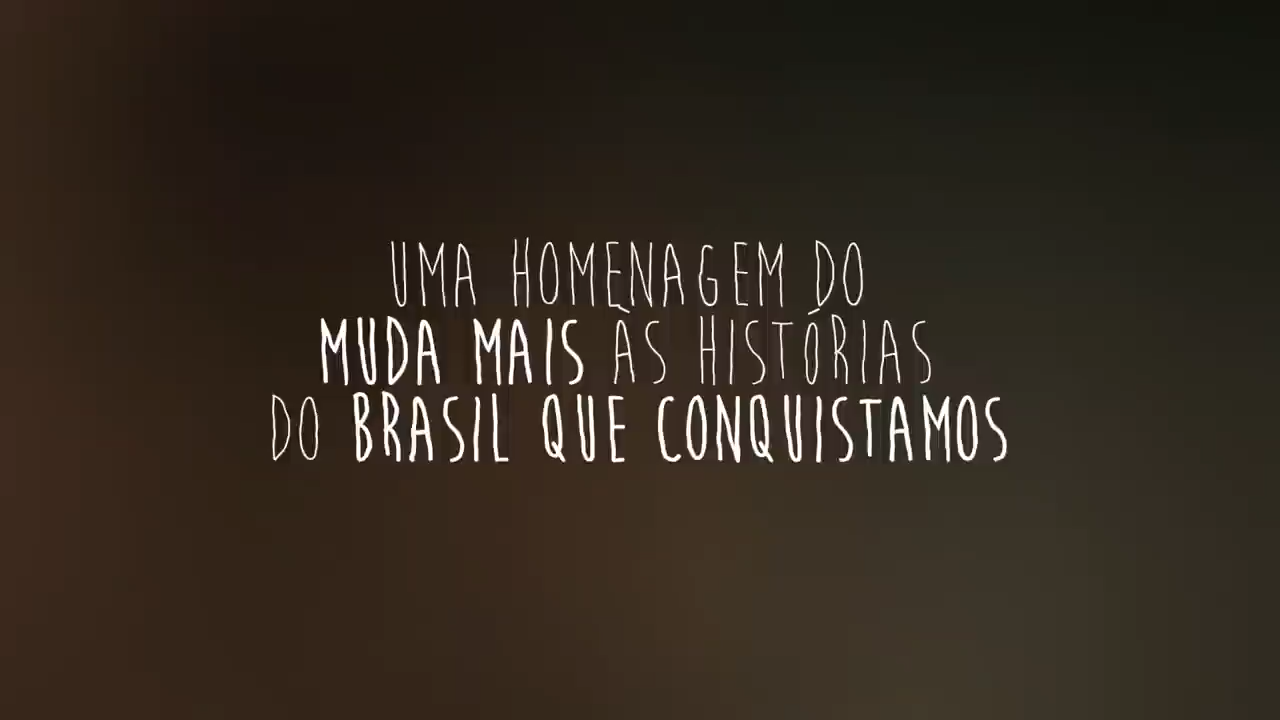 UMA HOMENAGEM DO
MUDA MAIS ÀS HISTÓRIAS
DO BRASIL QUE CONQUISTAMOS